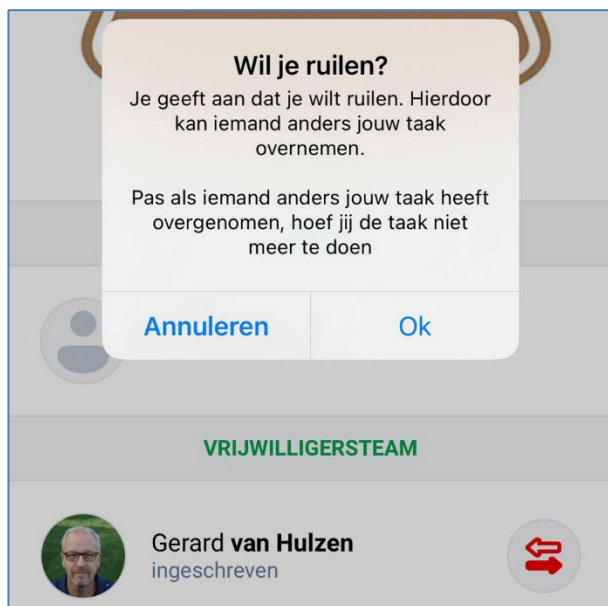 Wil je ruilen?
Je geeft aan dat je wilt ruilen. Hierdoor
kan iemand anders jouw taak
overnemen.
Pas als iemand anders jouw taak heeft
overgenomen, hoef jij de taak niet
meer te doen
Annuleren
Ok
VRIJWILLIGERSTEAM
Gerard van Hulzen
ingeschreven